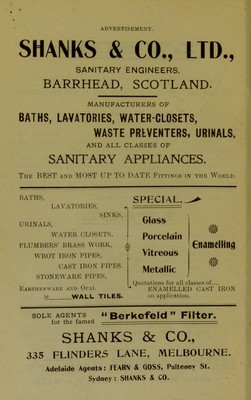 ADVERTISEMENT.
SHANKS & CO., LTD.,
SANITARY ENGINEERS,
BARRHEAD, SCOTLAND.
MANUFACTURERS OF
BATHS, LAVATORIES, WATER-CLOSETS,
WASTE PREVENTERS, URINALS,
AND ALL CLASSES OF
SANITARY APPLIANCES.
THE BEST AND MOST UP TO DATE FITTINGS IN THE WORLD.
BATHS,
LAVATORIES,
SINKS,
URINALS,
WATER CLOSETS,
PLUMBERS' BRASS WORK,
WROT IRON PIPES,
CAST IRON PIPES.
STONEWARE PIPES,
EARTHENWARE AND OPAL
WALL TILES.
SPECIAL.
Glass
Porcelain
Vitreous
Metallic
Enamelling
Quotations for all classes of....
ENAMELLED CAST IRON
on application.
SOLE AGENTS
for the famed
"Berkefeld" Filter.
SHANKS & CO.,
335 FLINDERS LANE, MELBOURNE.
Adelaide Agents: FEARN & GOSS, Pulteney St.
Sydney: SHANKS & CO.